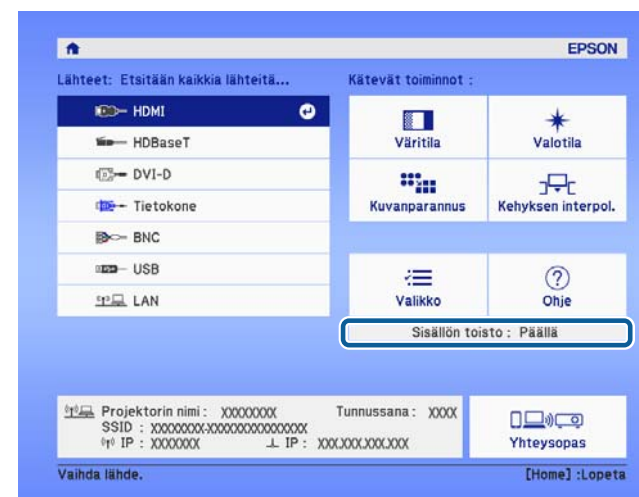 EPSON
Lähteet: Etsitään kaikkia lähteitä...
Kätevät toiminnot :
HDMI
HDBaseT
DVI-D
Tietokone
BNC
USB
LAN
Väritila
Valotila
Kuvanparannus
Kehyksen interpol.
Valikko
Ohje
Sisällön toisto : Päällä
Projektorin nimi : XXXXXXXX Tunnussana : XXXX
SSID : XXXXXXXX-XXXXXXXXXXXXXXX
IP : XXXXXXX IP : XXX.XXX.XXX.XXX
Yhteysopas
Vaihda lähde.
[Home] :Lopeta